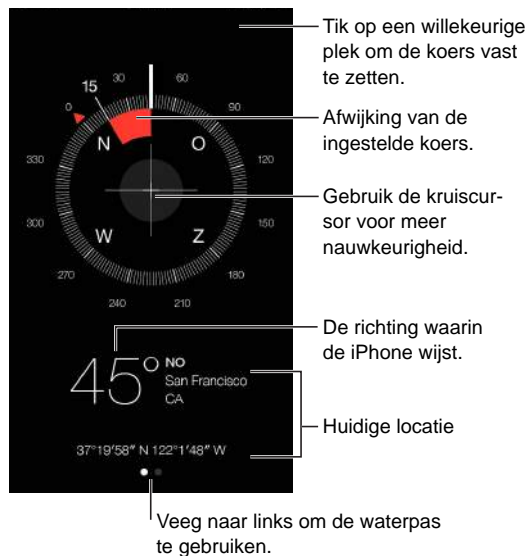 Tik op een willekeurige
plek om de koers vast
te zetten.
15
30
60
0
90
N
O
Afwijking van de
ingestelde koers.
330
120
300
150
W
Z
Gebruik de kruiscur-
sor voor meer
nauwkeurigheid.
270
180
240
210
De richting waarin
de iPhone wijst.
45°
NO
San Francisco
CA
Huidige locatie
37°19′58″ N 122°1′48″ W
Veeg naar links om de waterpas
te gebruiken.